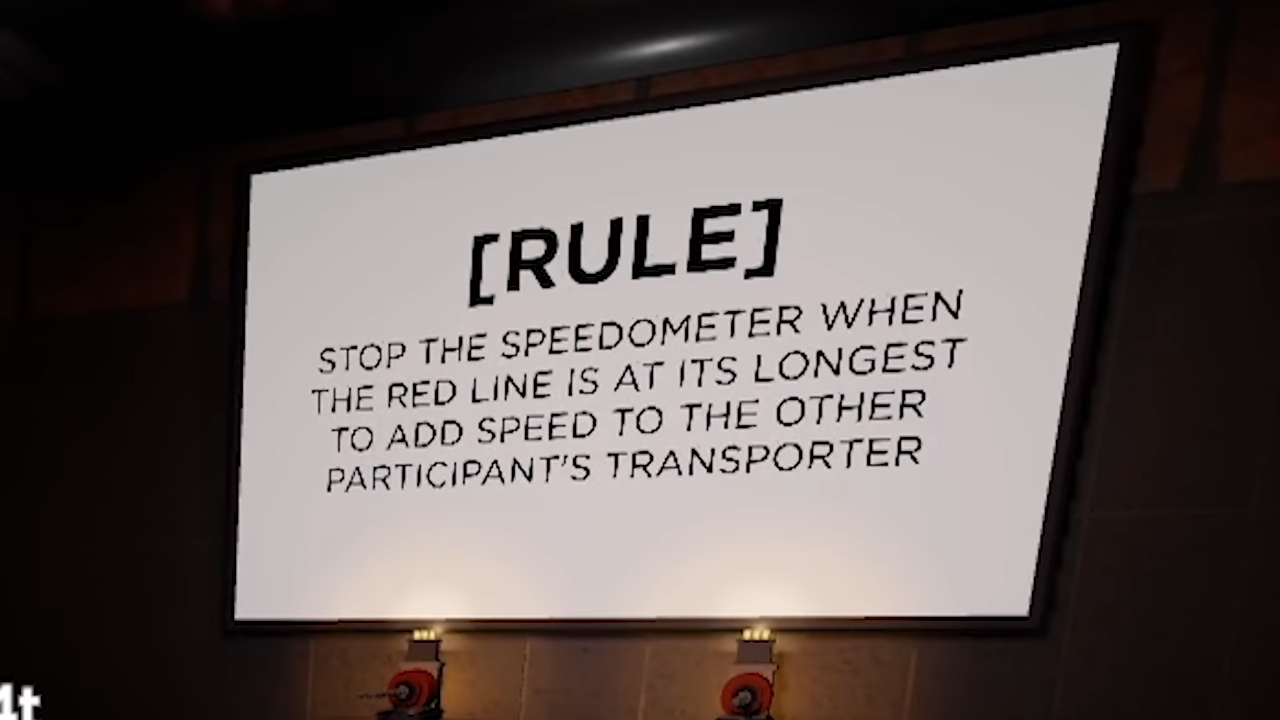 [RULE]
STOP THE SPEEDOMETER WHEN
THE RED LINE IS AT ITS LONGEST
TO ADD SPEED TO THE OTHER
PARTICIPANT'S TRANSPORTER
4t